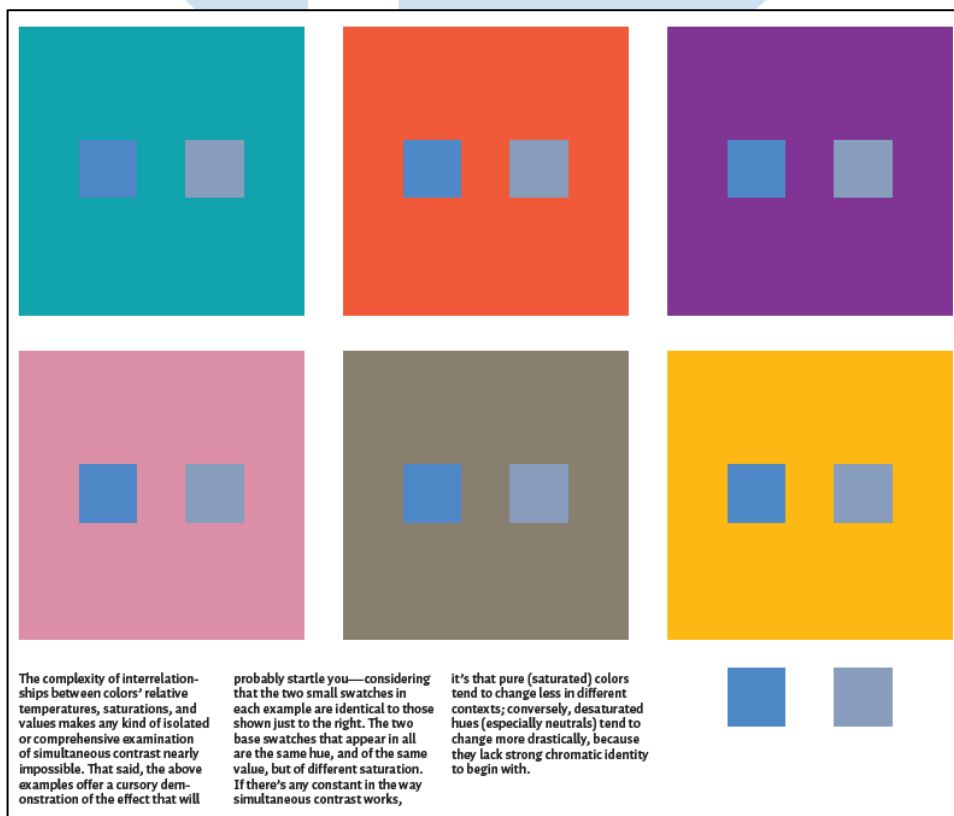 The complexity of interrelation-
ships between colors’ relative
temperatures, saturations, and
values makes any kind of isolated
or comprehensive examination
of simultaneous contrast nearly
impossible. That said, the above
examples offer a cursory dem-
onstration of the effect that will
probably startle you—considering
that the two small swatches in
each example are identical to those
shown just to the right. The two
base swatches that appear in all
are the same hue, and of the same
value, but of different saturation.
If there’s any constant in the way
simultaneous contrast works,
it’s that pure (saturated) colors
tend to change less in different
contexts; conversely, desaturated
hues (especially neutrals) tend to
change more drastically, because
they lack strong chromatic identity
to begin with.